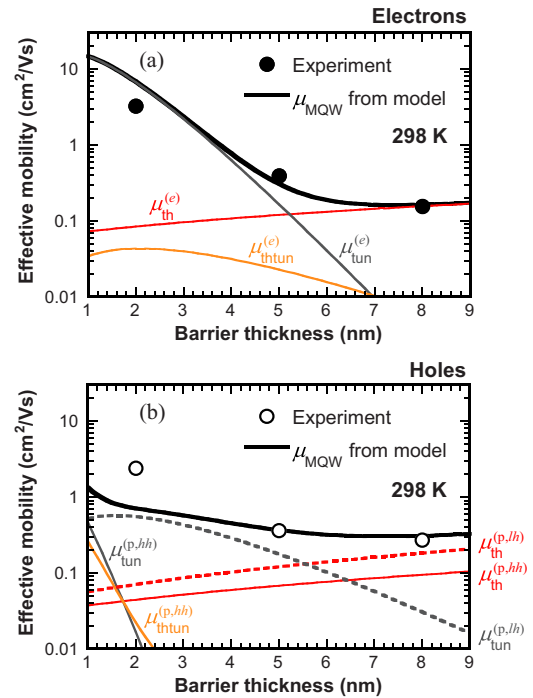 Electrons
Effective mobility (cm²/Vs)
10
1
0.1
0.01
(a)
Experiment
μMQW from model
298 K
μth(e)
μthtun(e)
μtun(e)
1 2 3 4 5 6 7 8 9
Barrier thickness (nm)
Holes
Effective mobility (cm²/Vs)
10
1
0.1
0.01
(b)
Experiment
μMQW from model
298 K
μtun(p,hh)
μthtun(p,hh)
μth(p,lh)
μth(p,hh)
μtun(p,lh)
1 2 3 4 5 6 7 8 9
Barrier thickness (nm)